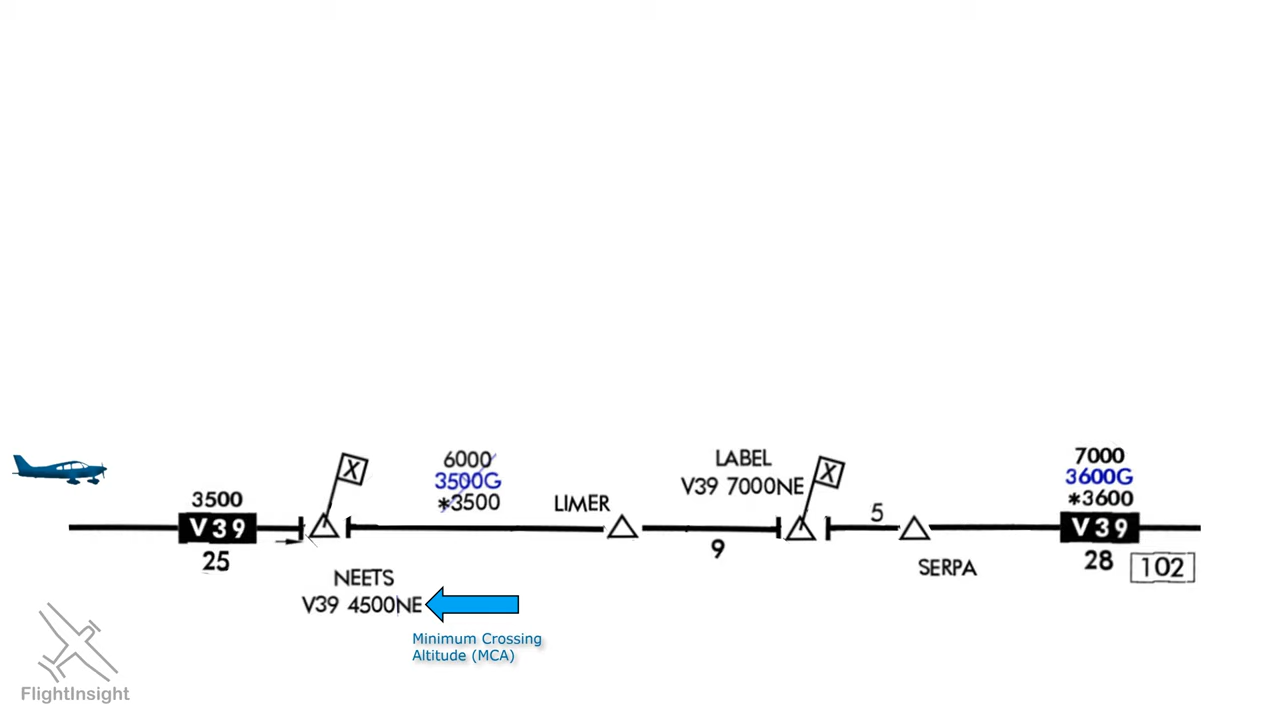 3500
V39
25
X
NEETS
V39 4500NE
Minimum Crossing
Altitude (MCA)
6000
3500G
*3500
LIMER
9
LABEL
V39 7000NE
X
5
SERPA
7000
3600G
*3600
V39
28
102
FlightInsight